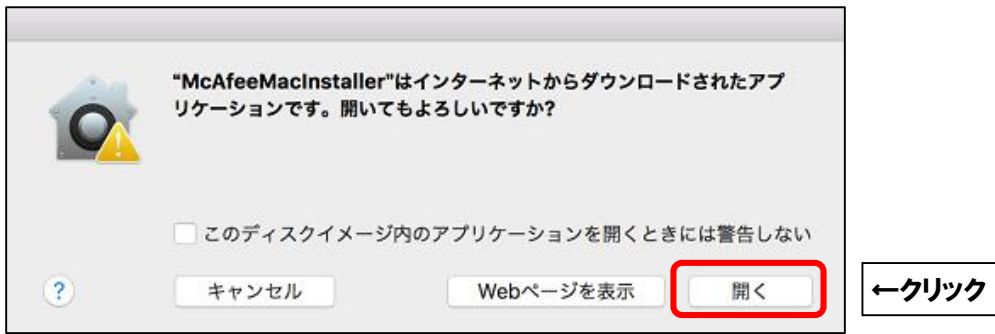 “McAfeeMacInstaller”はインターネットからダウンロードされたアプ
リケーションです。開いてもよろしいですか?
このディスクイメージ内のアプリケーションを開くときには警告しない
?
キャンセル
Webページを表示
開く
←クリック